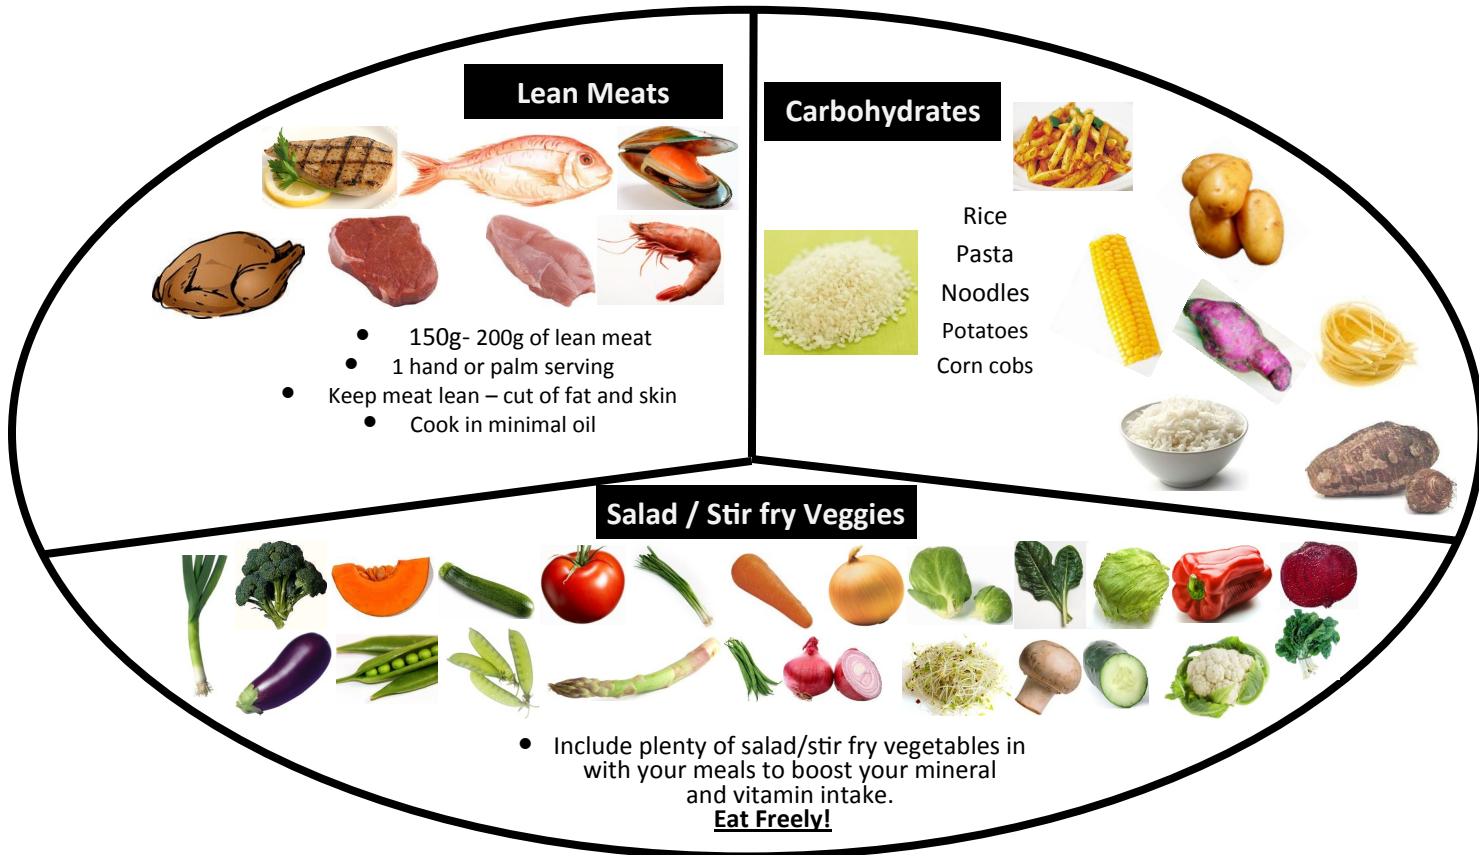 Lean Meats
• 150g- 200g of lean meat
• 1 hand or palm serving
• Keep meat lean – cut of fat and skin
• Cook in minimal oil
Carbohydrates
Rice
Pasta
Noodles
Potatoes
Corn cobs
Salad / Stir fry Veggies
• Include plenty of salad/stir fry vegetables in
with your meals to boost your mineral
and vitamin intake.
Eat Freely!